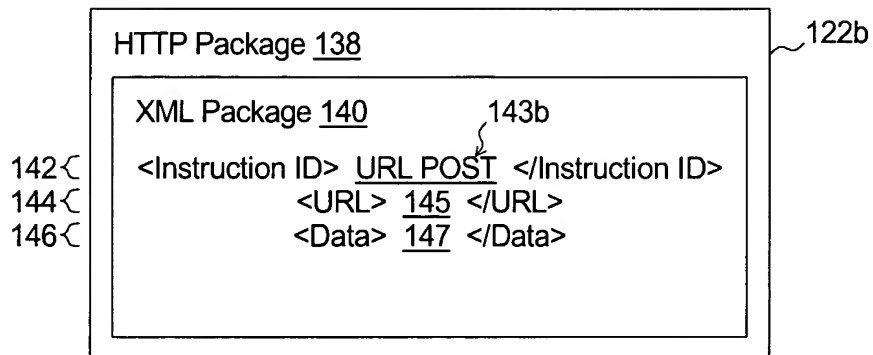 HTTP Package 138
122b
XML Package 140
143b
142 <Instruction ID> URL POST </Instruction ID>
144 <URL> 145 </URL>
146 <Data> 147 </Data>